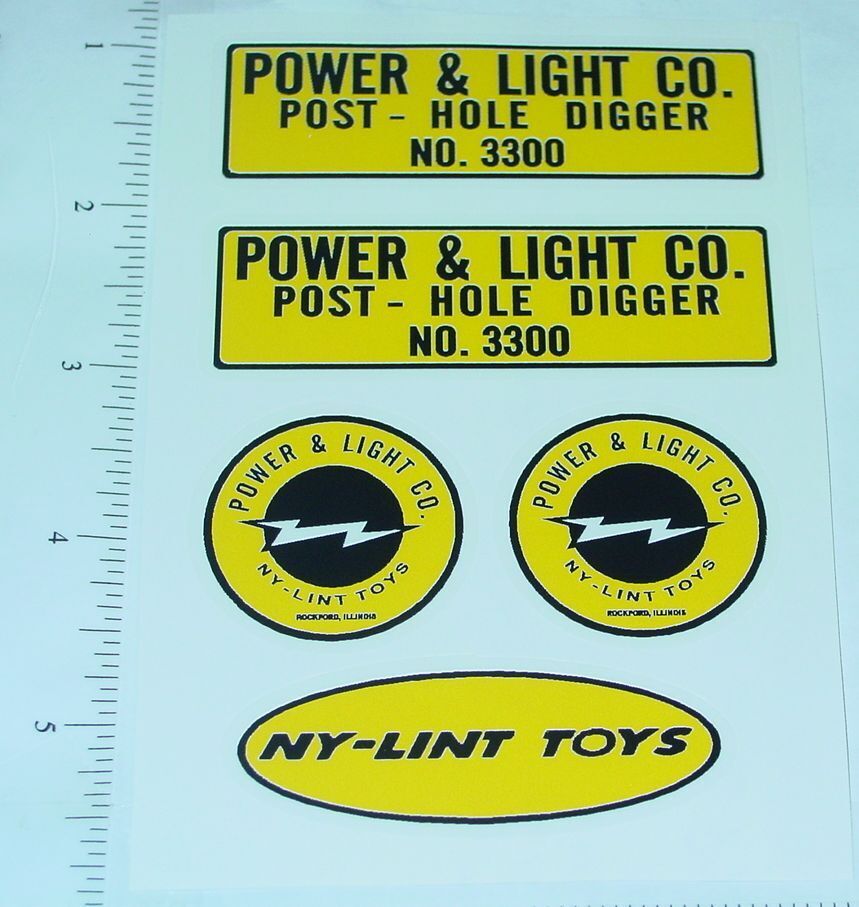 1
POWER & LIGHT CO.
POST - HOLE DIGGER
NO. 3300
2
POWER & LIGHT CO.
POST - HOLE DIGGER
NO. 3300
3
POWER & LIGHT CO.
NY-LINT TOYS
ROCKFORD, ILLINOIS
POWER & LIGHT CO.
NY-LINT TOYS
ROCKFORD, ILLINOIS
4
5
NY-LINT TOYS